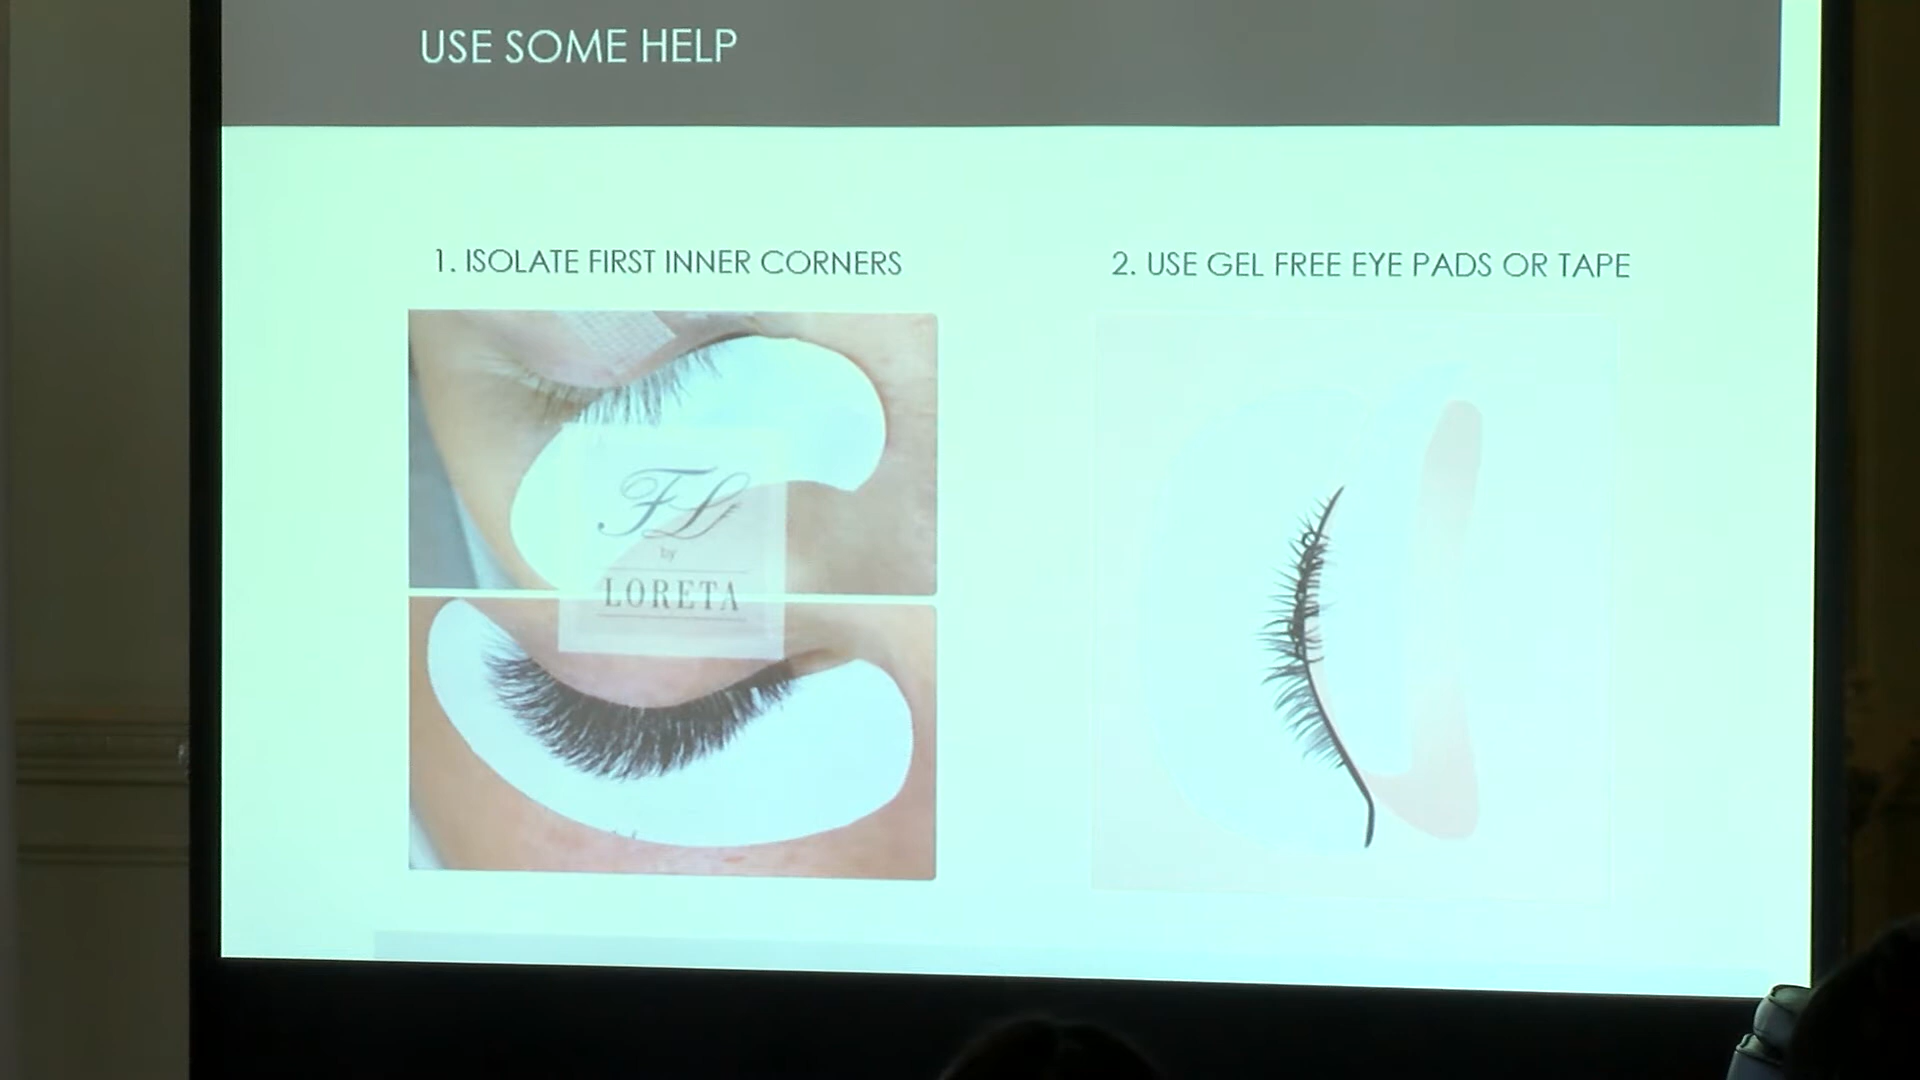 USE SOME HELP
1. ISOLATE FIRST INNER CORNERS
2. USE GEL FREE EYE PADS OR TAPE
FL
by
LORETA